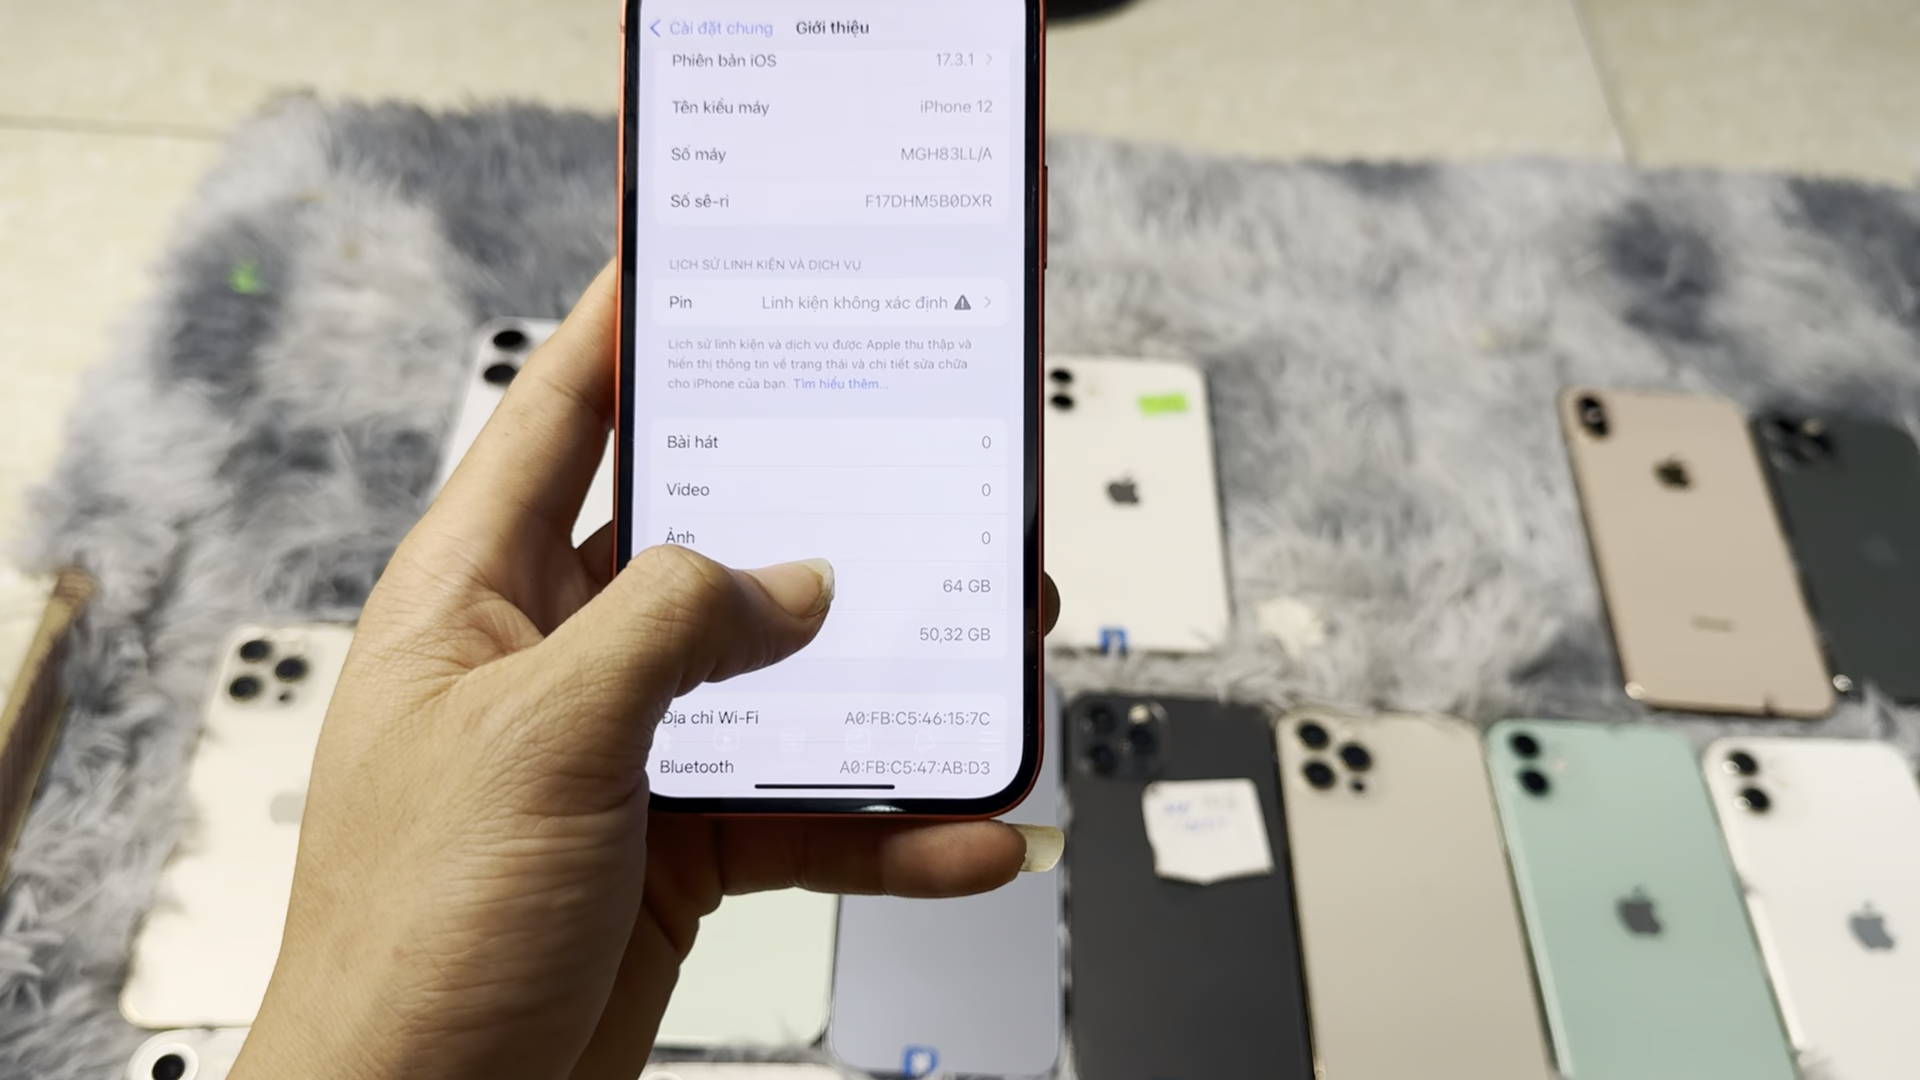 Cài đặt chung Giới thiệu
Phiên bản iOS 17.3.1
Tên kiểu máy iPhone 12
Số máy MGH83LL/A
Số sê-ri F17DHM5B0DXR
LỊCH SỬ LINH KIỆN VÀ DỊCH VỤ
Pin Linh kiện không xác định
Lịch sử linh kiện và dịch vụ được Apple thu thập và
hiển thị thông tin về trạng thái và chi tiết sửa chữa
cho iPhone của bạn. Tìm hiểu thêm...
Bài hát 0
Video 0
Ảnh 0
64 GB
50,32 GB
Địa chỉ Wi-Fi A0:FB:C5:46:15:7C
Bluetooth A0:FB:C5:47:AB:D3